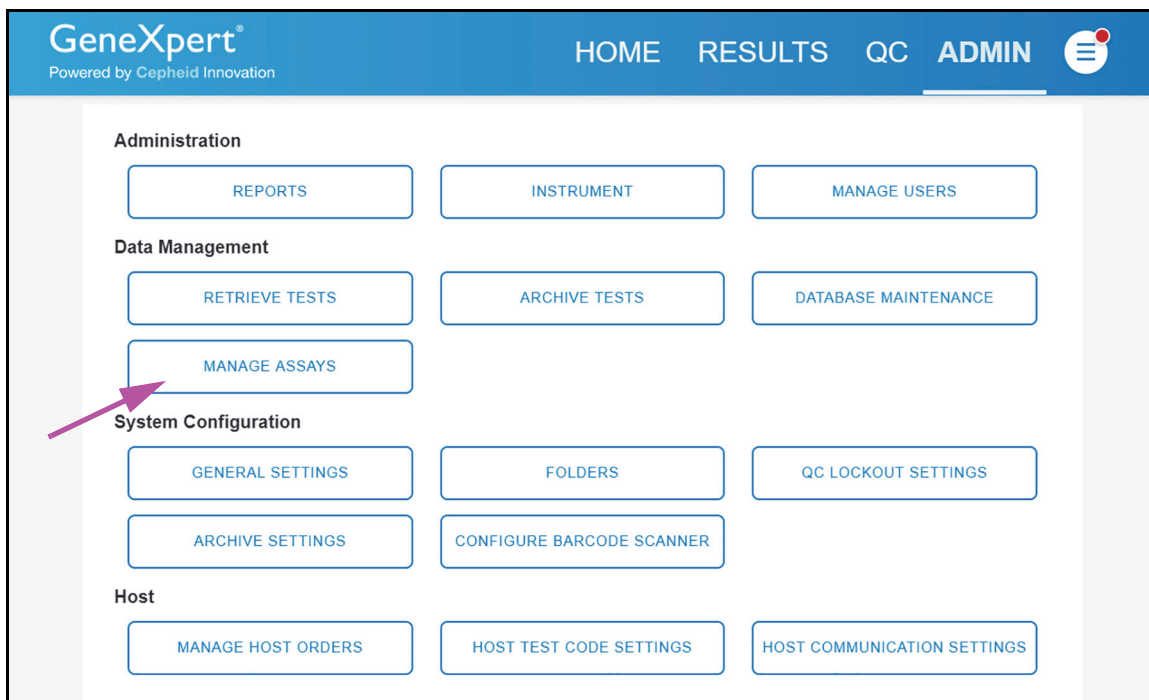 GeneXpert®
Powered by Cepheid Innovation
HOME RESULTS QC ADMIN
Administration
REPORTS INSTRUMENT MANAGE USERS
Data Management
RETRIEVE TESTS ARCHIVE TESTS DATABASE MAINTENANCE
MANAGE ASSAYS
System Configuration
GENERAL SETTINGS FOLDERS QC LOCKOUT SETTINGS
ARCHIVE SETTINGS CONFIGURE BARCODE SCANNER
Host
MANAGE HOST ORDERS HOST TEST CODE SETTINGS HOST COMMUNICATION SETTINGS